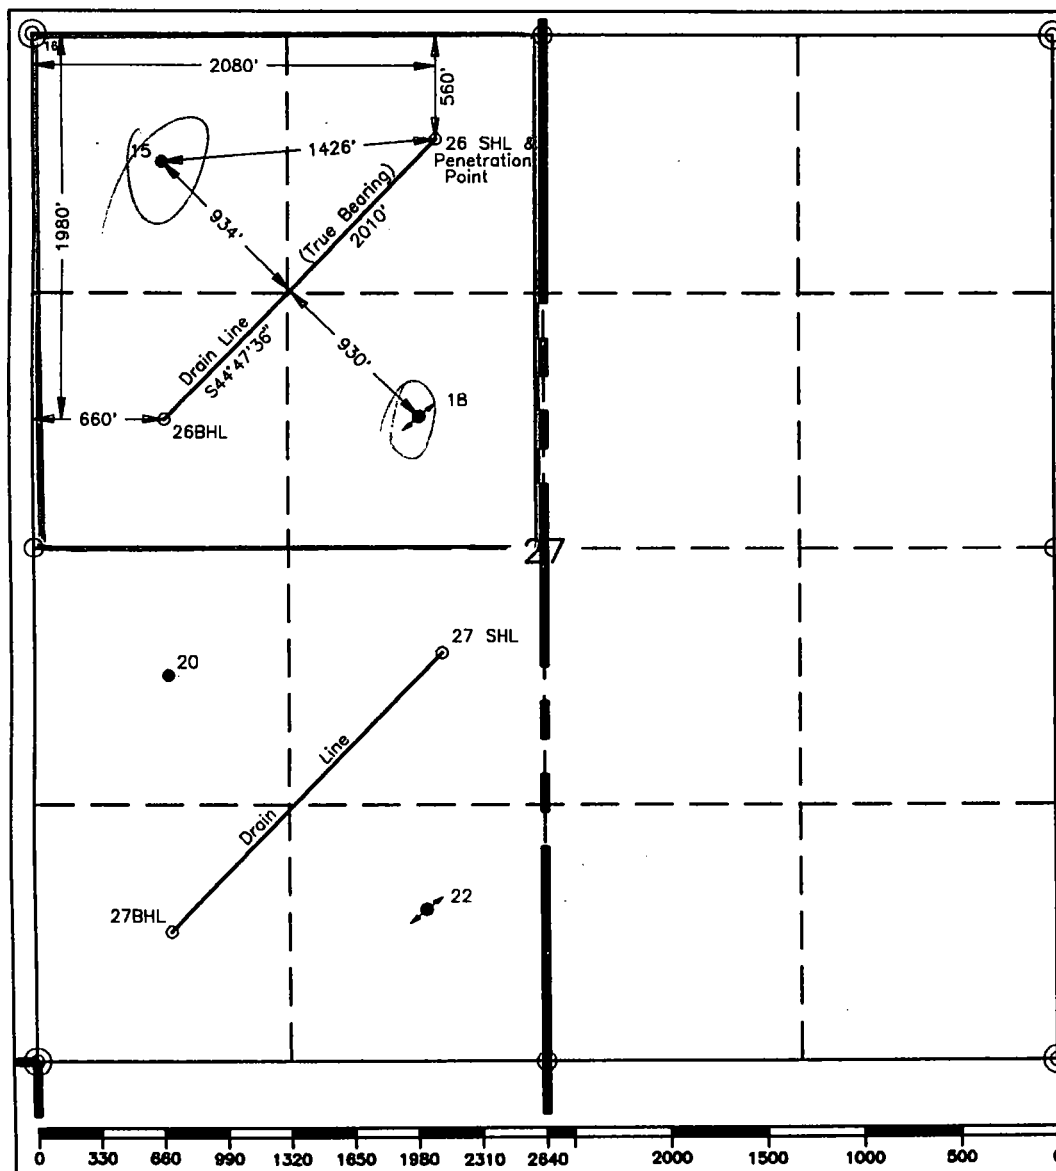 16
2080'
560'
15
1426'
26 SHL &
Penetration
Point
1980'
934'
(True Bearing)
2010'
Drain Line
S44°47'36"
930'
18
660'
26BHL
27
27 SHL
20
Drain Line
27BHL
22
0 330 660 990 1320 1650 1980 2310 2640 2000 1500 1000 500